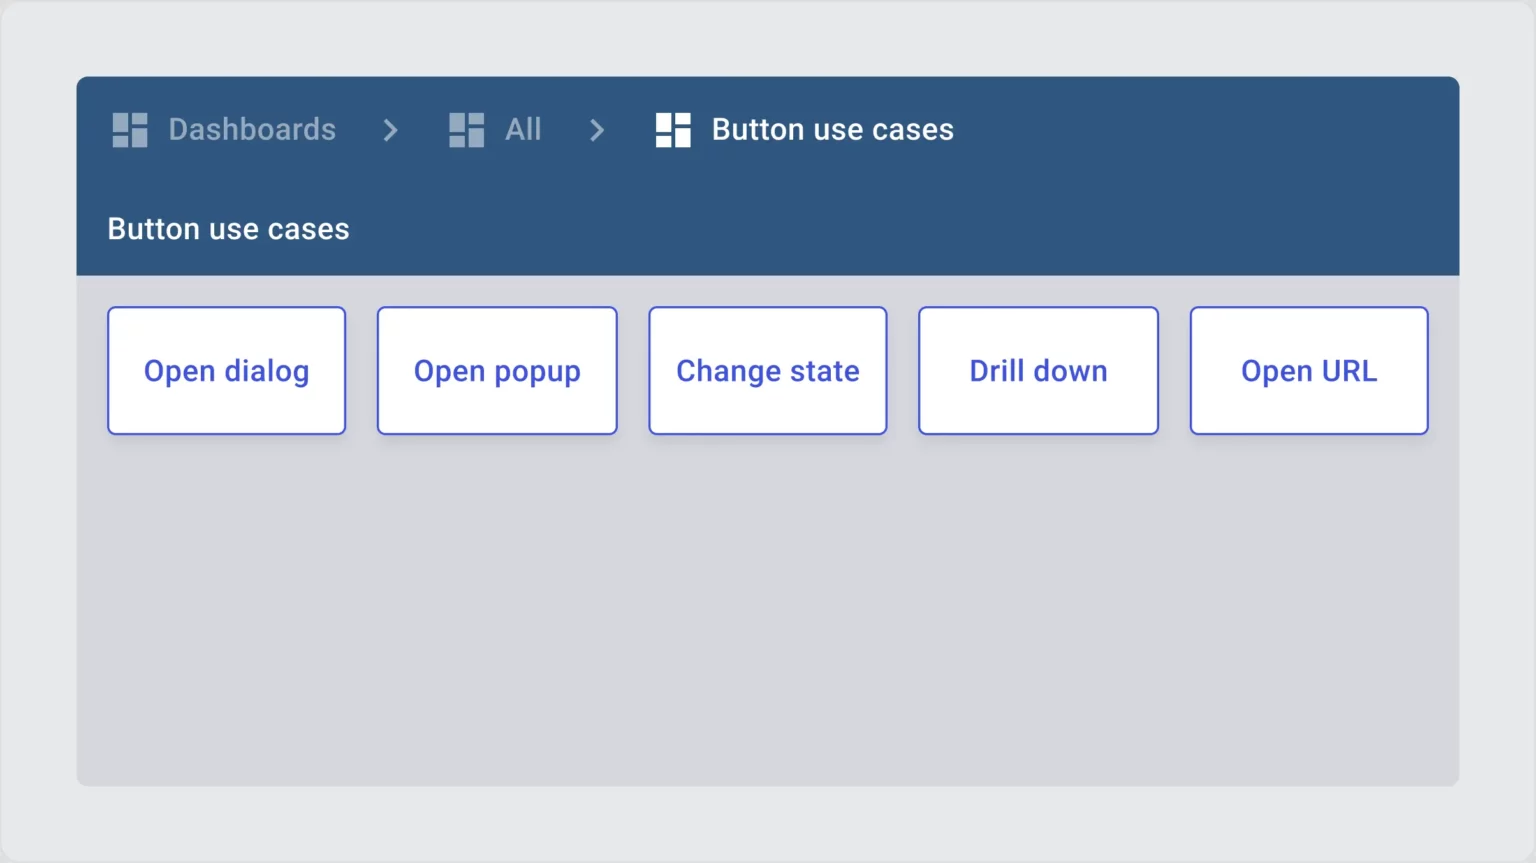 Dashboards All Button use cases
Button use cases
Open dialog Open popup Change state Drill down Open URL